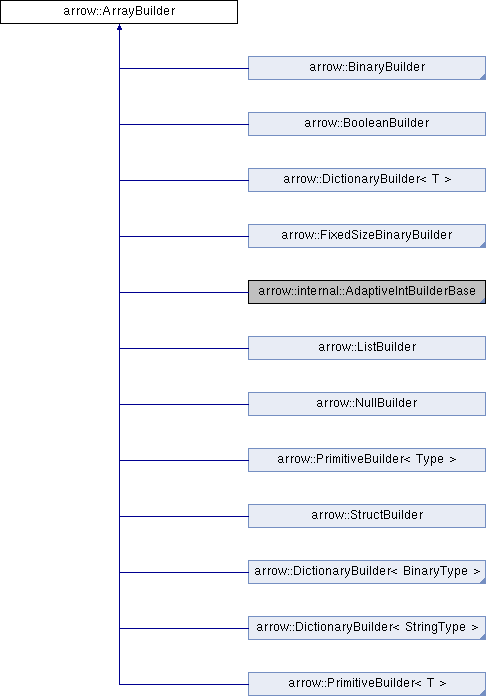 arrow::ArrayBuilder
arrow::BinaryBuilder
arrow::BooleanBuilder
arrow::DictionaryBuilder< T >
arrow::FixedSizeBinaryBuilder
arrow::internal::AdaptiveIntBuilderBase
arrow::ListBuilder
arrow::NullBuilder
arrow::PrimitiveBuilder< Type >
arrow::StructBuilder
arrow::DictionaryBuilder< BinaryType >
arrow::DictionaryBuilder< StringType >
arrow::PrimitiveBuilder< T >